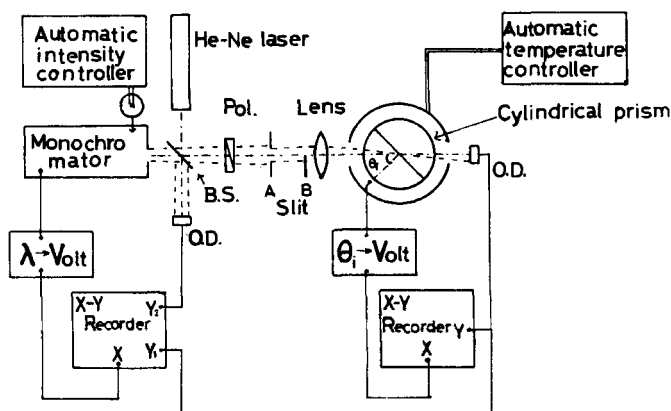 Automatic
intensity
controller
He-Ne laser
Automatic
temperature
controller
Pol.
Lens
Cylindrical prism
Monochro
mator
B.S.
A
B
Slit
θi
C
O.D.
O.D.
λ→Volt
θi→Volt
X-Y
Recorder
Y2
Y1
X
X-Y
Recorder
Y
X